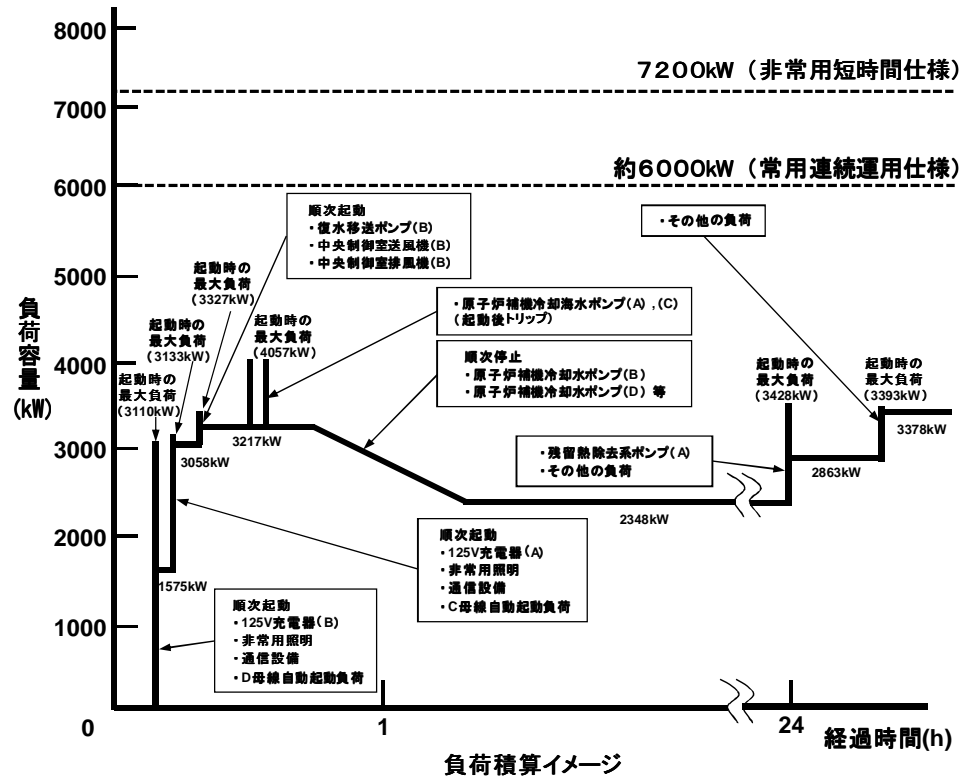 8000
7200kW (非常用短時間仕様)
7000
約6000kW (常用連続運用仕様)
6000
順次起動
・復水移送ポンプ(B)
・中央制御室送風機(B)
・中央制御室排風機(B)
・その他の負荷
5000
起動時の
最大負荷
(3327kW)
・原子炉補機冷却海水ポンプ(A) ,(C)
(起動後トリップ)
起動時の
最大負荷
(3133kW)
起動時の
最大負荷
(4057kW)
4000
順次停止
・原子炉補機冷却水ポンプ(B)
・原子炉補機冷却水ポンプ(D) 等
起動時の
最大負荷
(3428kW)
起動時の
最大負荷
(3393kW)
起動時の
最大負荷
(3110kW)
負荷容量
(kW)
3217kW
3378kW
3000
3058kW
・残留熱除去系ポンプ(A)
・その他の負荷
2863kW
2348kW
2000
順次起動
・125V充電器(A)
・非常用照明
・通信設備
・C母線自動起動負荷
1575kW
順次起動
・125V充電器(B)
・非常用照明
・通信設備
・D母線自動起動負荷
1000
0
1
24
経過時間(h)
負荷積算イメージ